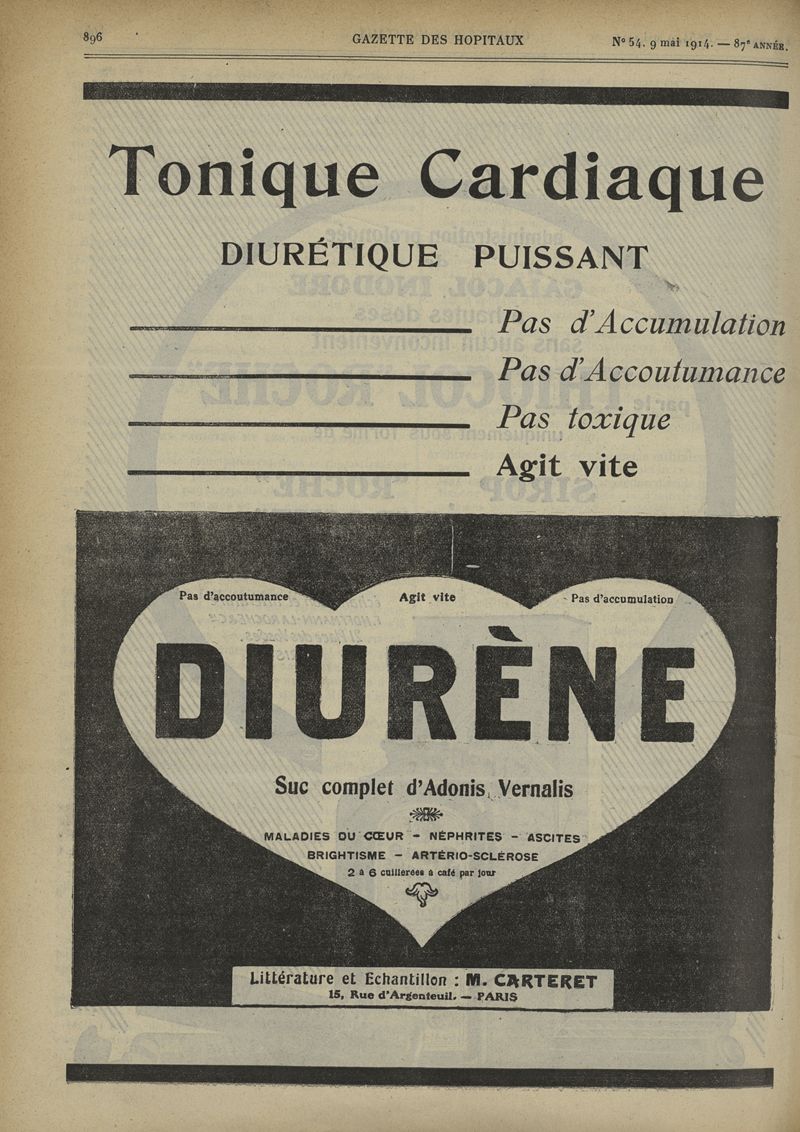 896
GAZETTE DES HOPITAUX
N° 54. 9 mai 1914. — 87e ANNÉE.
Tonique Cardiaque
DIURÉTIQUE PUISSANT
Pas d'Accumulation
Pas d'Accoutumance
Pas toxique
Agit vite
Pas d'accoutumance
Agit vite
- Pas d'accumulation
DIURÈNE
Suc complet d'Adonis Vernalis
MALADIES DU CŒUR - NÉPHRITES - ASCITES
BRIGHTISME - ARTÉRIO-SCLÉROSE
2 à 6 cuillerées à café par jour
Littérature et Echantillon : M. CARTERET
15, Rue d'Argenteuil. — PARIS